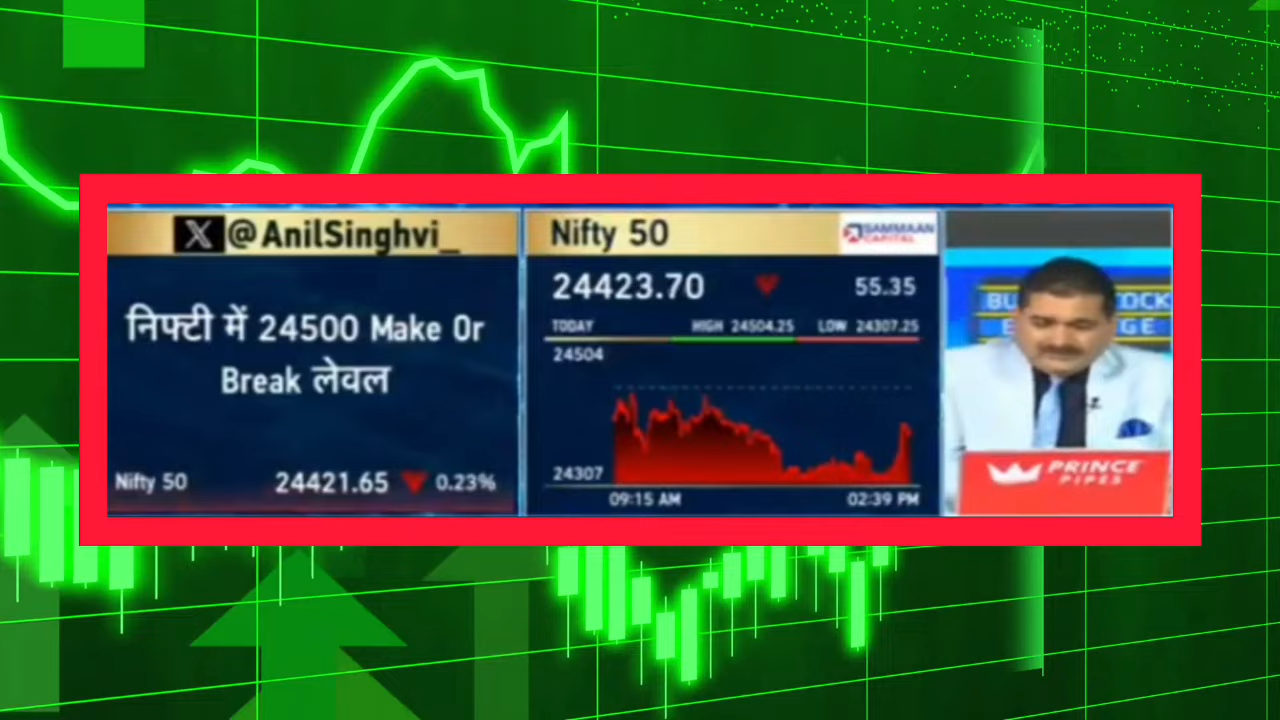 X @AnilSinghvi_
निफ्टी में 24500 Make Or
Break लेवल
Nifty 50 24421.65 0.23%
Nifty 50
SAMMAAN
CAPITAL
24423.70 55.35
TODAY HIGH 24504.25 LOW 24307.25
24504
24307
09:15 AM 02:39 PM
PRINCE
PIPES